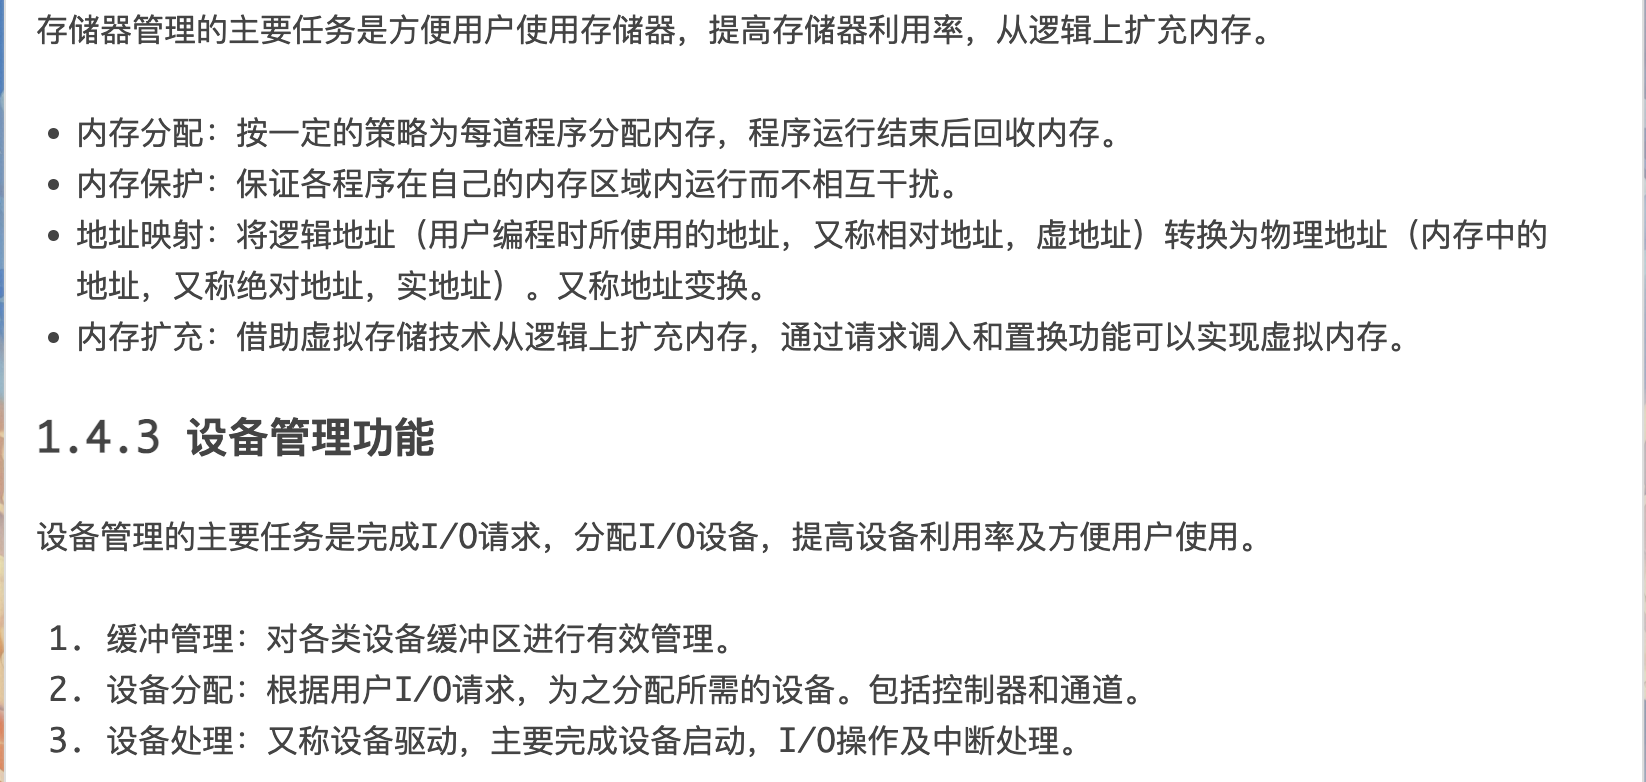 存储器管理的主要任务是方便用户使用存储器，提高存储器利用率，从逻辑上扩充内存。
• 内存分配：按一定的策略为每道程序分配内存，程序运行结束后回收内存。
• 内存保护：保证各程序在自己的内存区域内运行而不相互干扰。
• 地址映射：将逻辑地址（用户编程时所使用的地址，又称相对地址，虚地址）转换为物理地址（内存中的
地址，又称绝对地址，实地址）。又称地址变换。
• 内存扩充：借助虚拟存储技术从逻辑上扩充内存，通过请求调入和置换功能可以实现虚拟内存。
1.4.3 设备管理功能
设备管理的主要任务是完成I/O请求，分配I/O设备，提高设备利用率及方便用户使用。
1. 缓冲管理：对各类设备缓冲区进行有效管理。
2. 设备分配：根据用户I/O请求，为之分配所需的设备。包括控制器和通道。
3. 设备处理：又称设备驱动，主要完成设备启动，I/O操作及中断处理。